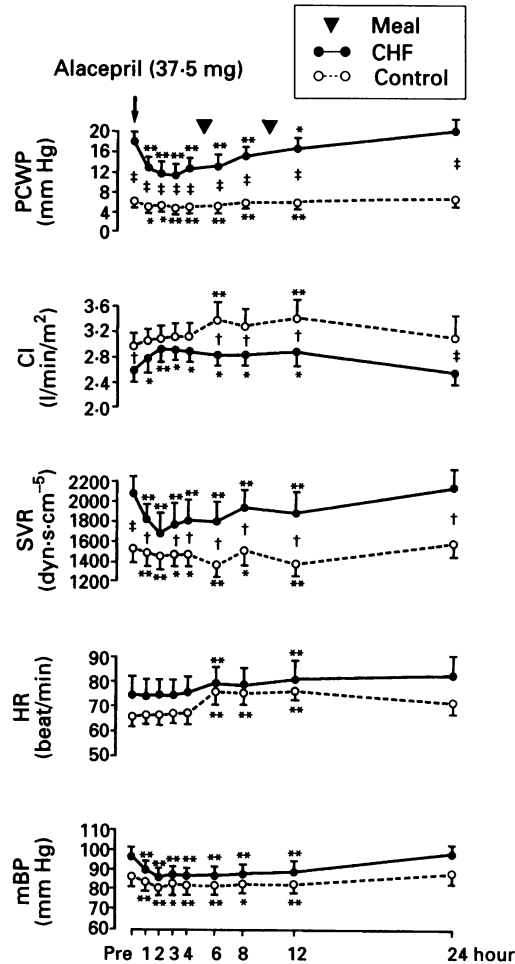 Meal
CHF
Control
Alacepril (37·5 mg)
PCWP
(mm Hg)
20
16
12
8
4
0
** ** ** ** ** ** *
‡ ‡ ‡ ‡ ‡ ‡ ‡ ‡ ‡
* * ** ** ** ** **
CI
(l/min/m²)
3·6
3·2
2·8
2·4
2·0
** **
† † † † ‡
* ** * * * * *
SVR
(dyn·s·cm⁻⁵)
2200
2000
1800
1600
1400
1200
** ** ** ** ** ** **
‡ † † † † † † †
** ** * * ** * **
HR
(beat/min)
90
80
70
60
50
** **
** ** **
mBP
(mm Hg)
110
100
90
80
70
60
** ** ** ** ** ** **
** ** * ** ** * **
Pre 1 2 3 4 6 8 12 24 hour